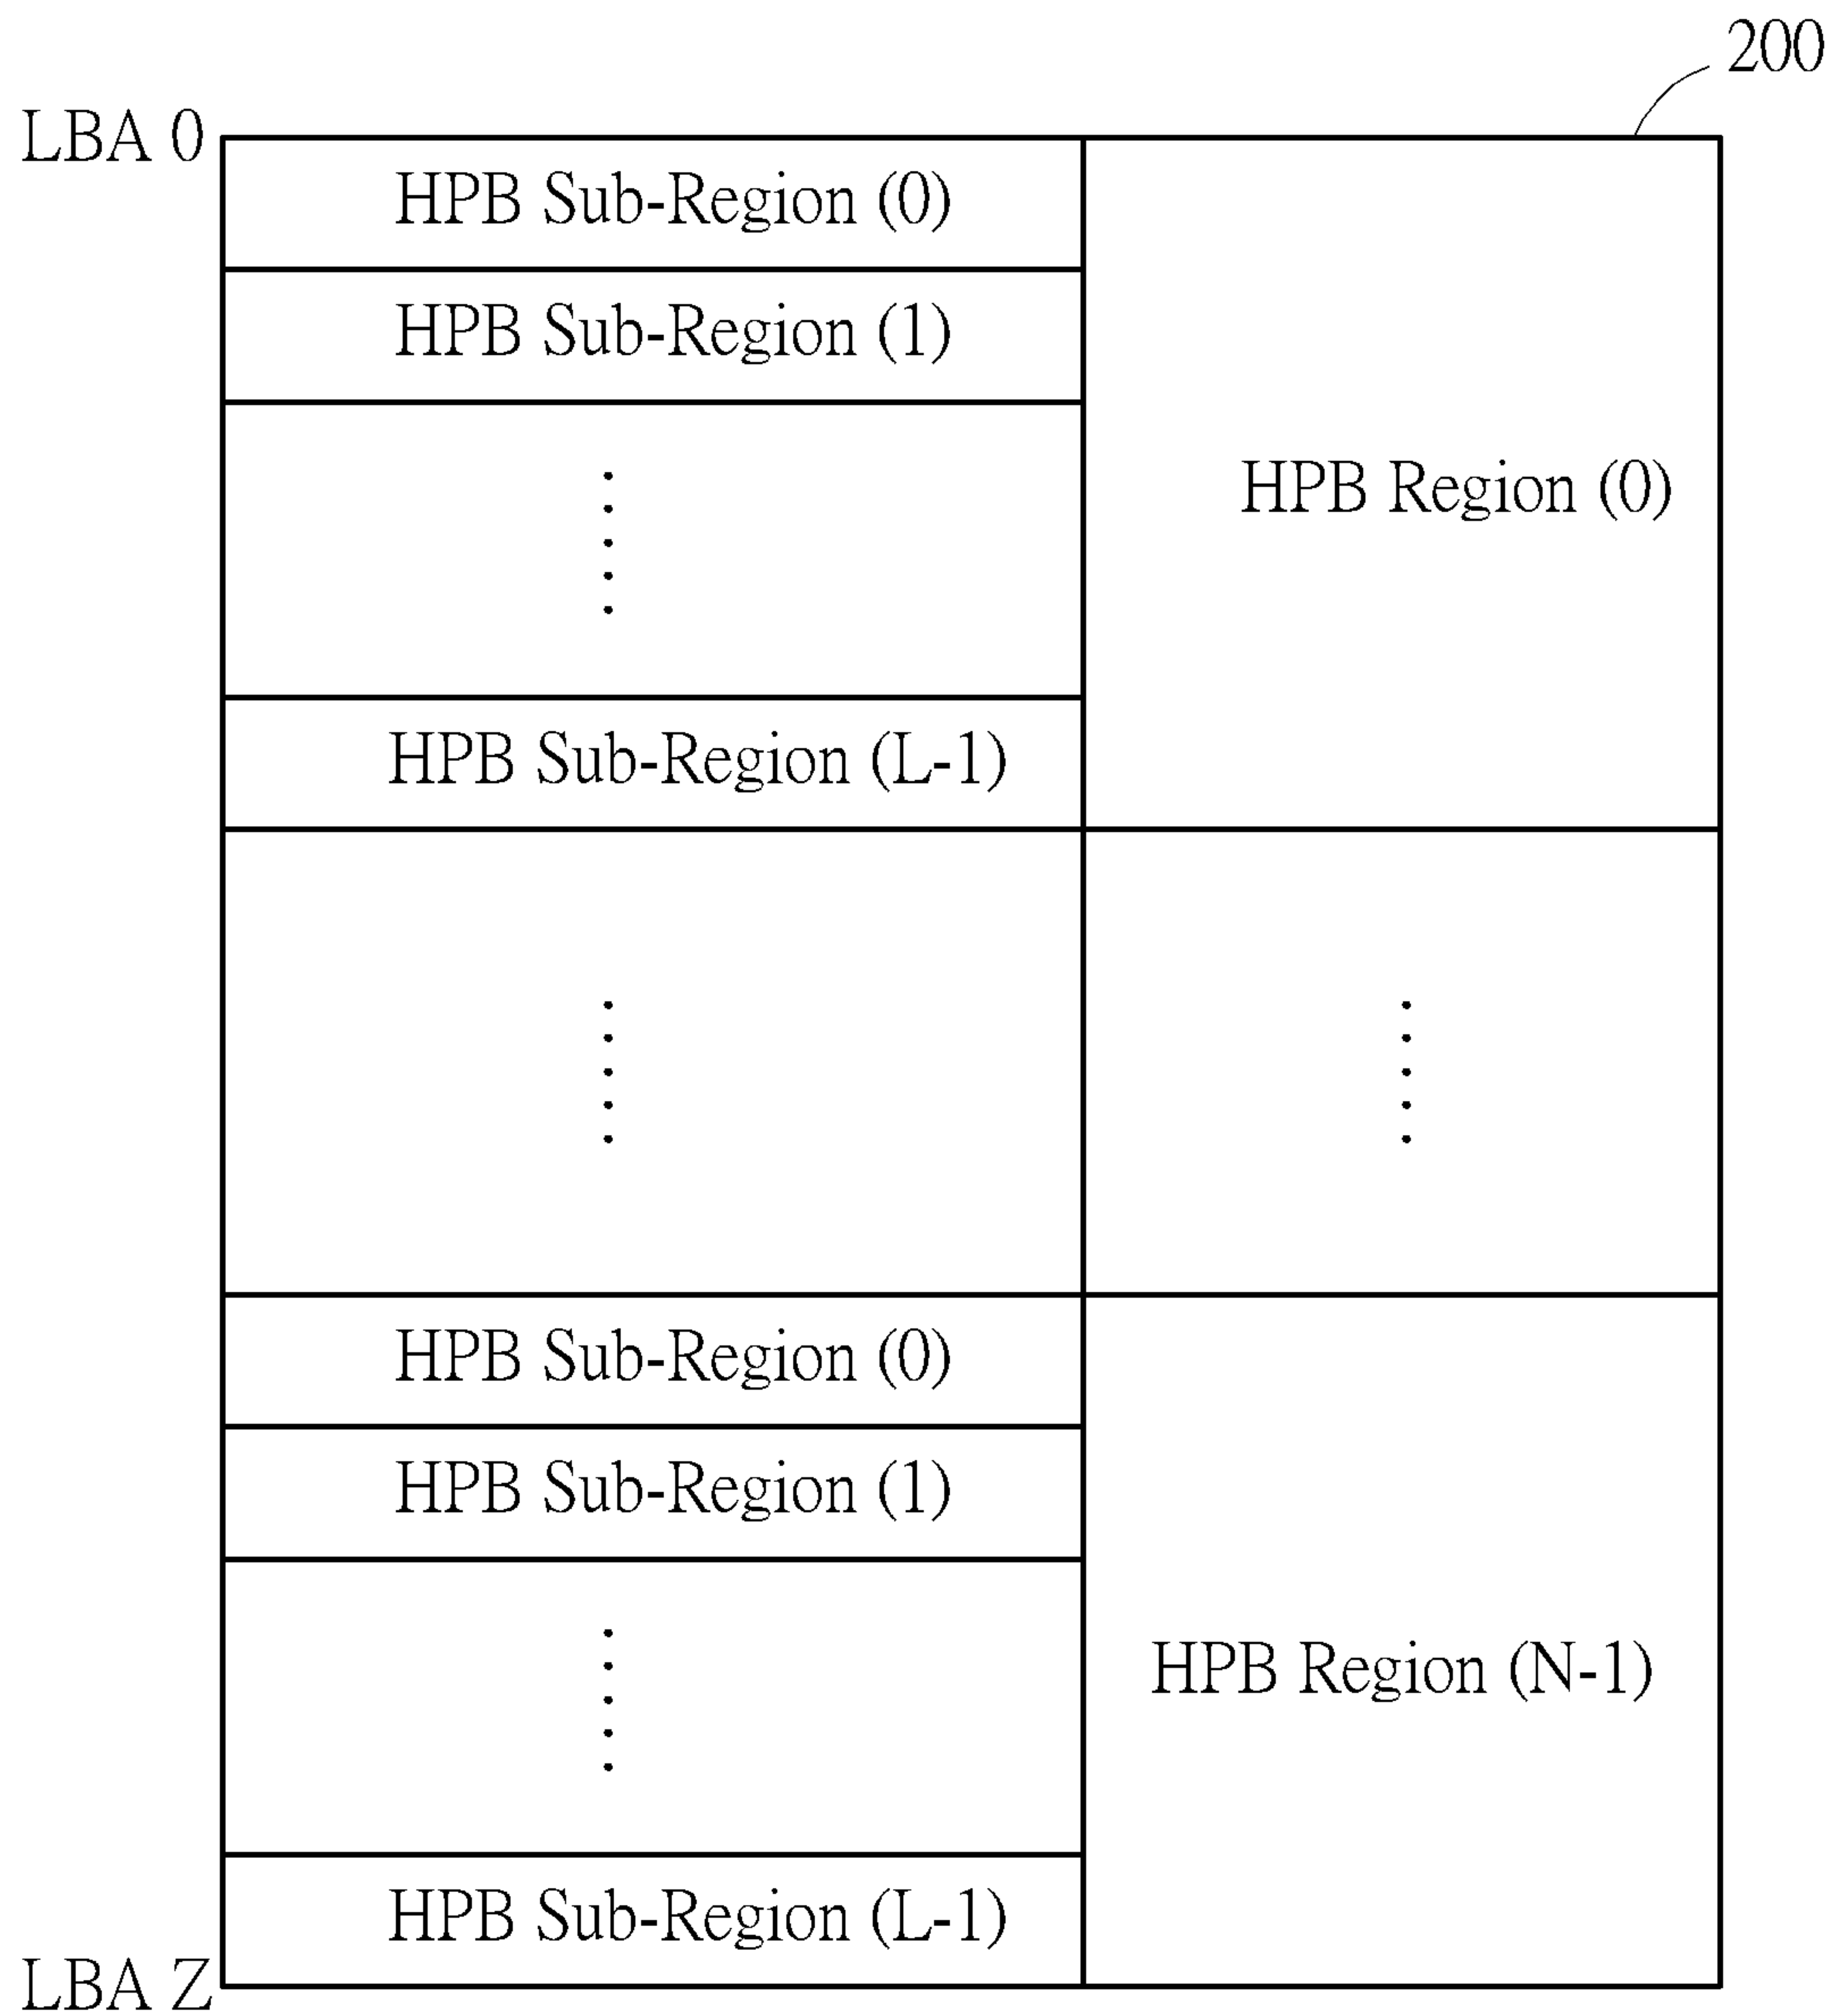 200
LBA 0
HPB Sub-Region (0)
HPB Sub-Region (1)
HPB Region (0)
HPB Sub-Region (L-1)
HPB Sub-Region (0)
HPB Sub-Region (1)
HPB Region (N-1)
HPB Sub-Region (L-1)
LBA Z